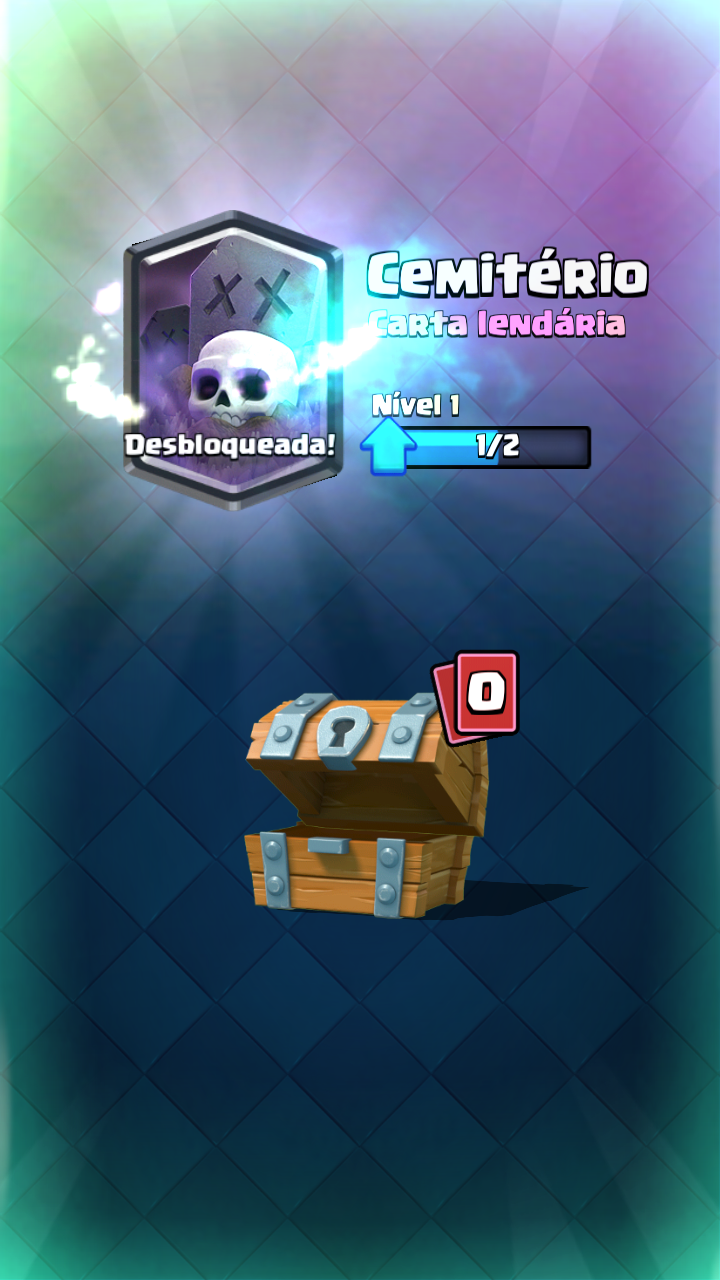 Cemitério
Carta lendária
Nível 1
1/2
Desbloqueada!
0